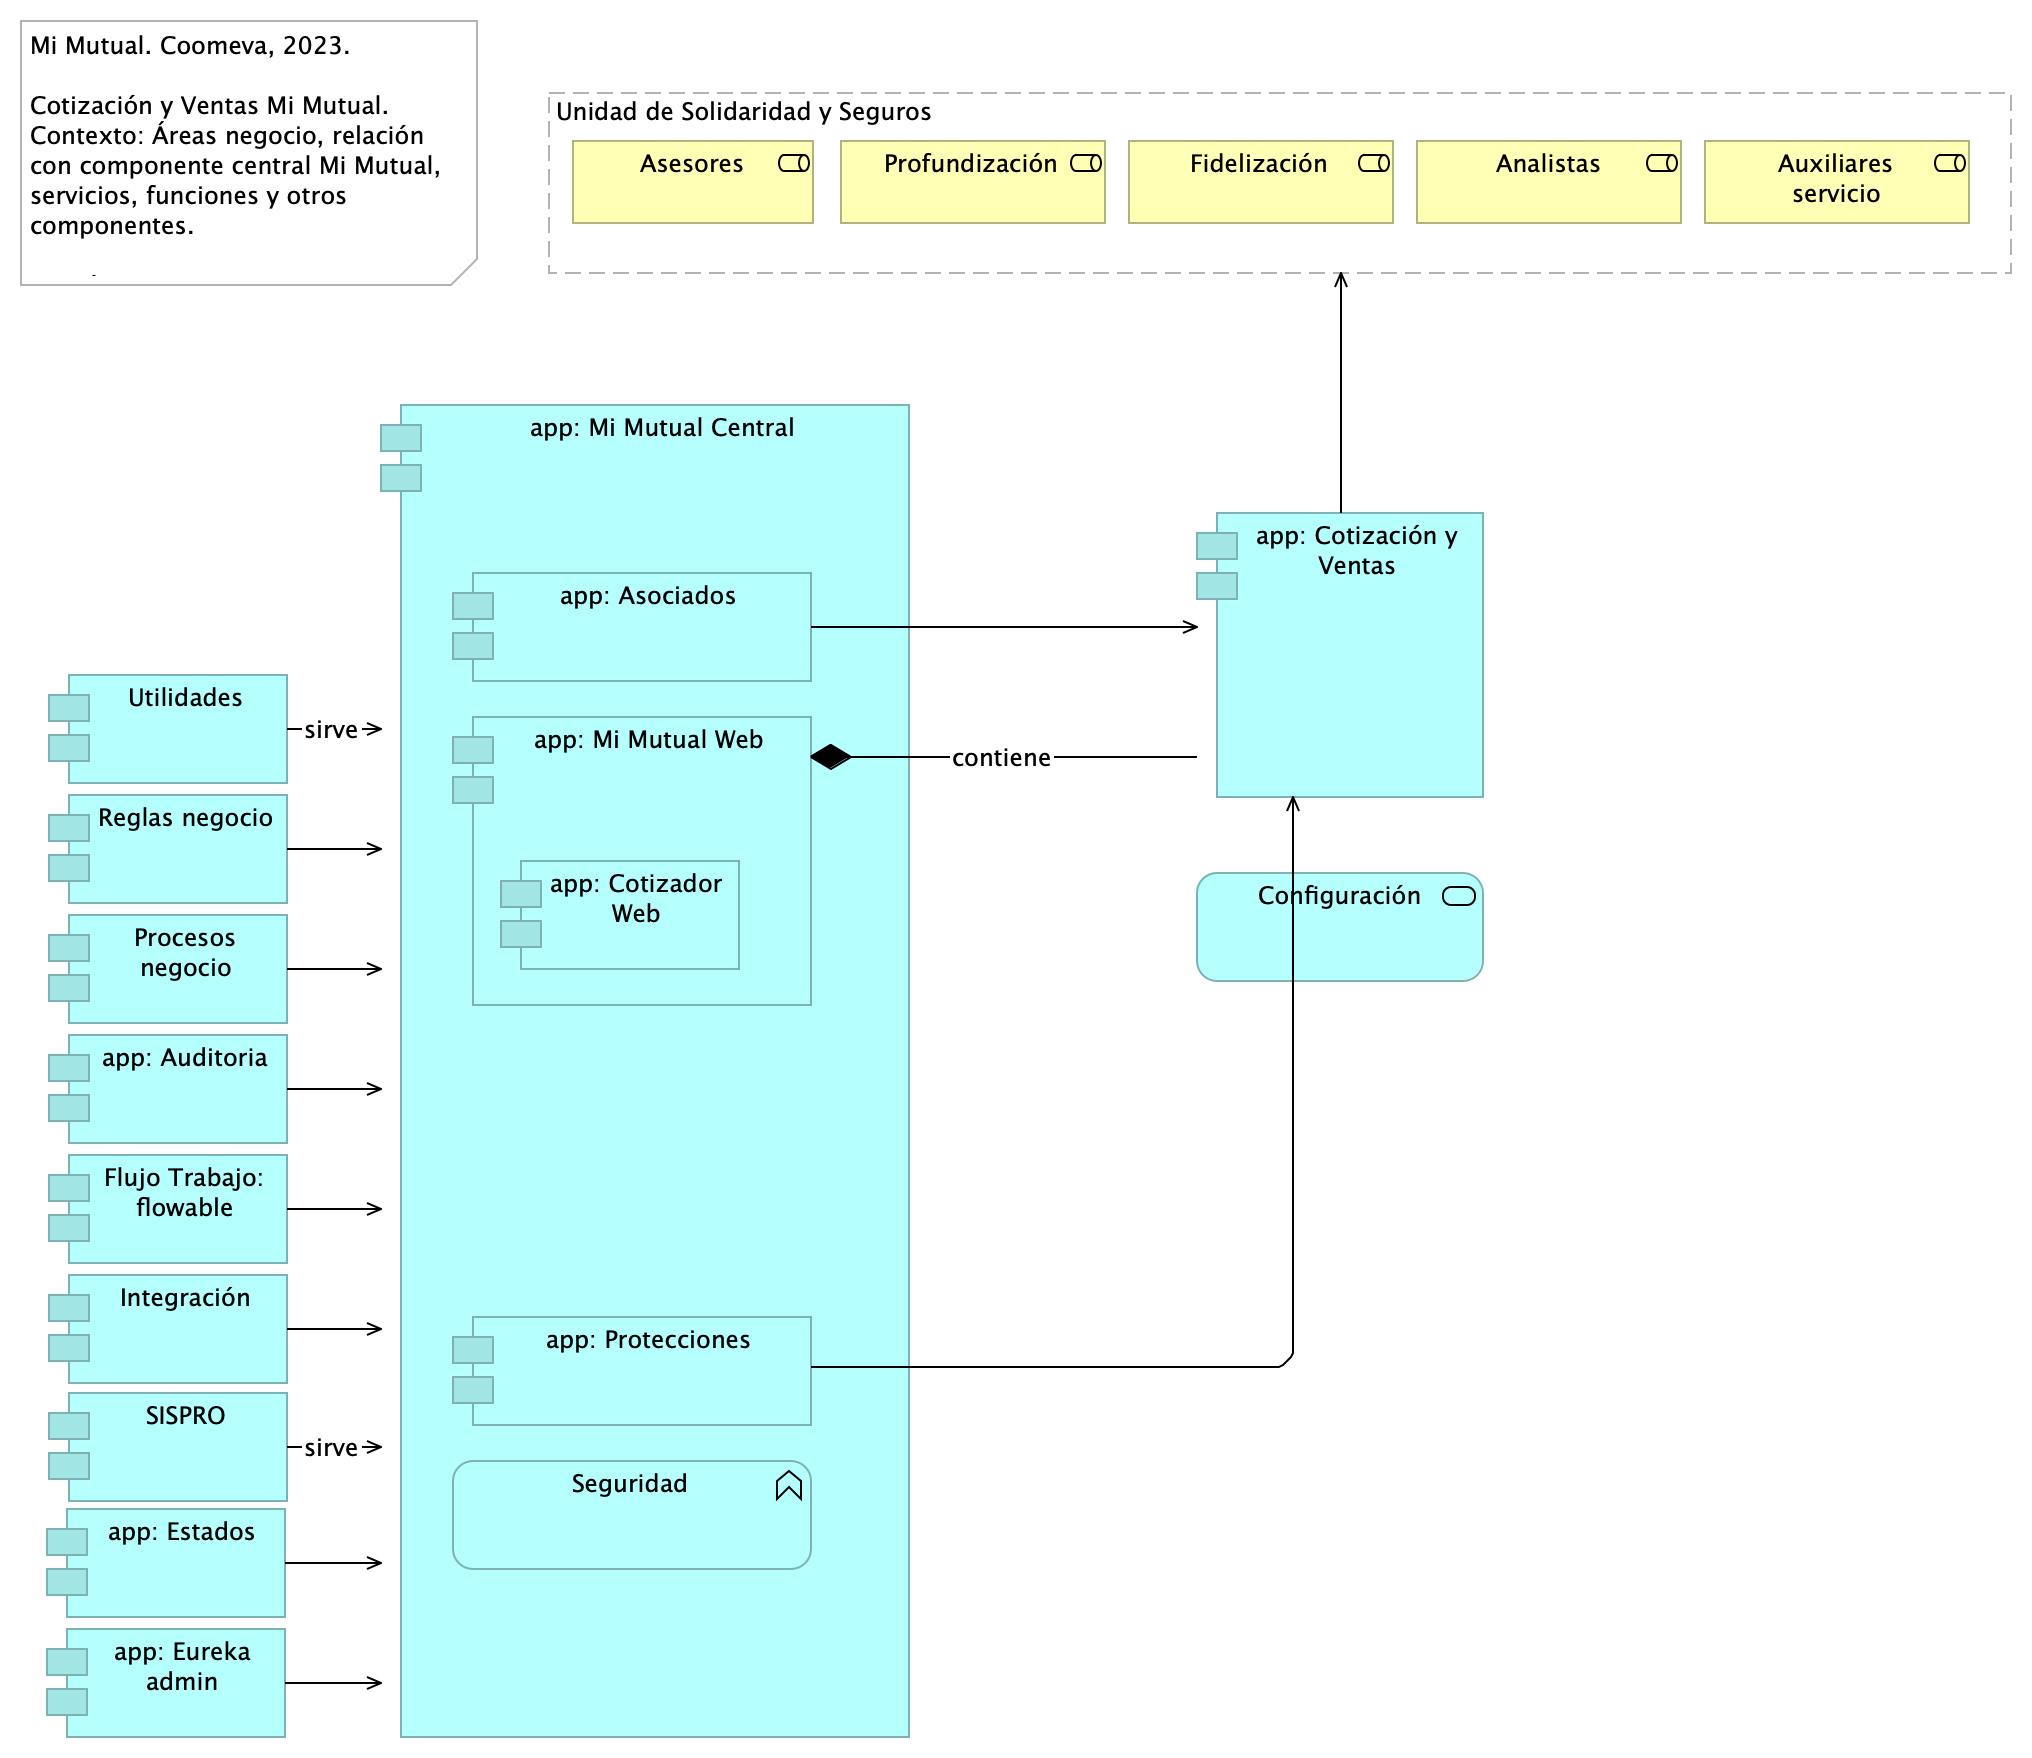 Mi Mutual. Coomeva, 2023.
Cotización y Ventas Mi Mutual.
Contexto: Áreas negocio, relación
con componente central Mi Mutual,
servicios, funciones y otros
componentes.
Unidad de Solidaridad y Seguros
Asesores
Profundización
Fidelización
Analistas
Auxiliares
servicio
app: Mi Mutual Central
app: Cotización y
Ventas
app: Asociados
Utilidades
sirve
app: Mi Mutual Web
contiene
Reglas negocio
app: Cotizador
Web
Configuración
Procesos
negocio
app: Auditoria
Flujo Trabajo:
flowable
Integración
app: Protecciones
SISPRO
sirve
Seguridad
app: Estados
app: Eureka
admin